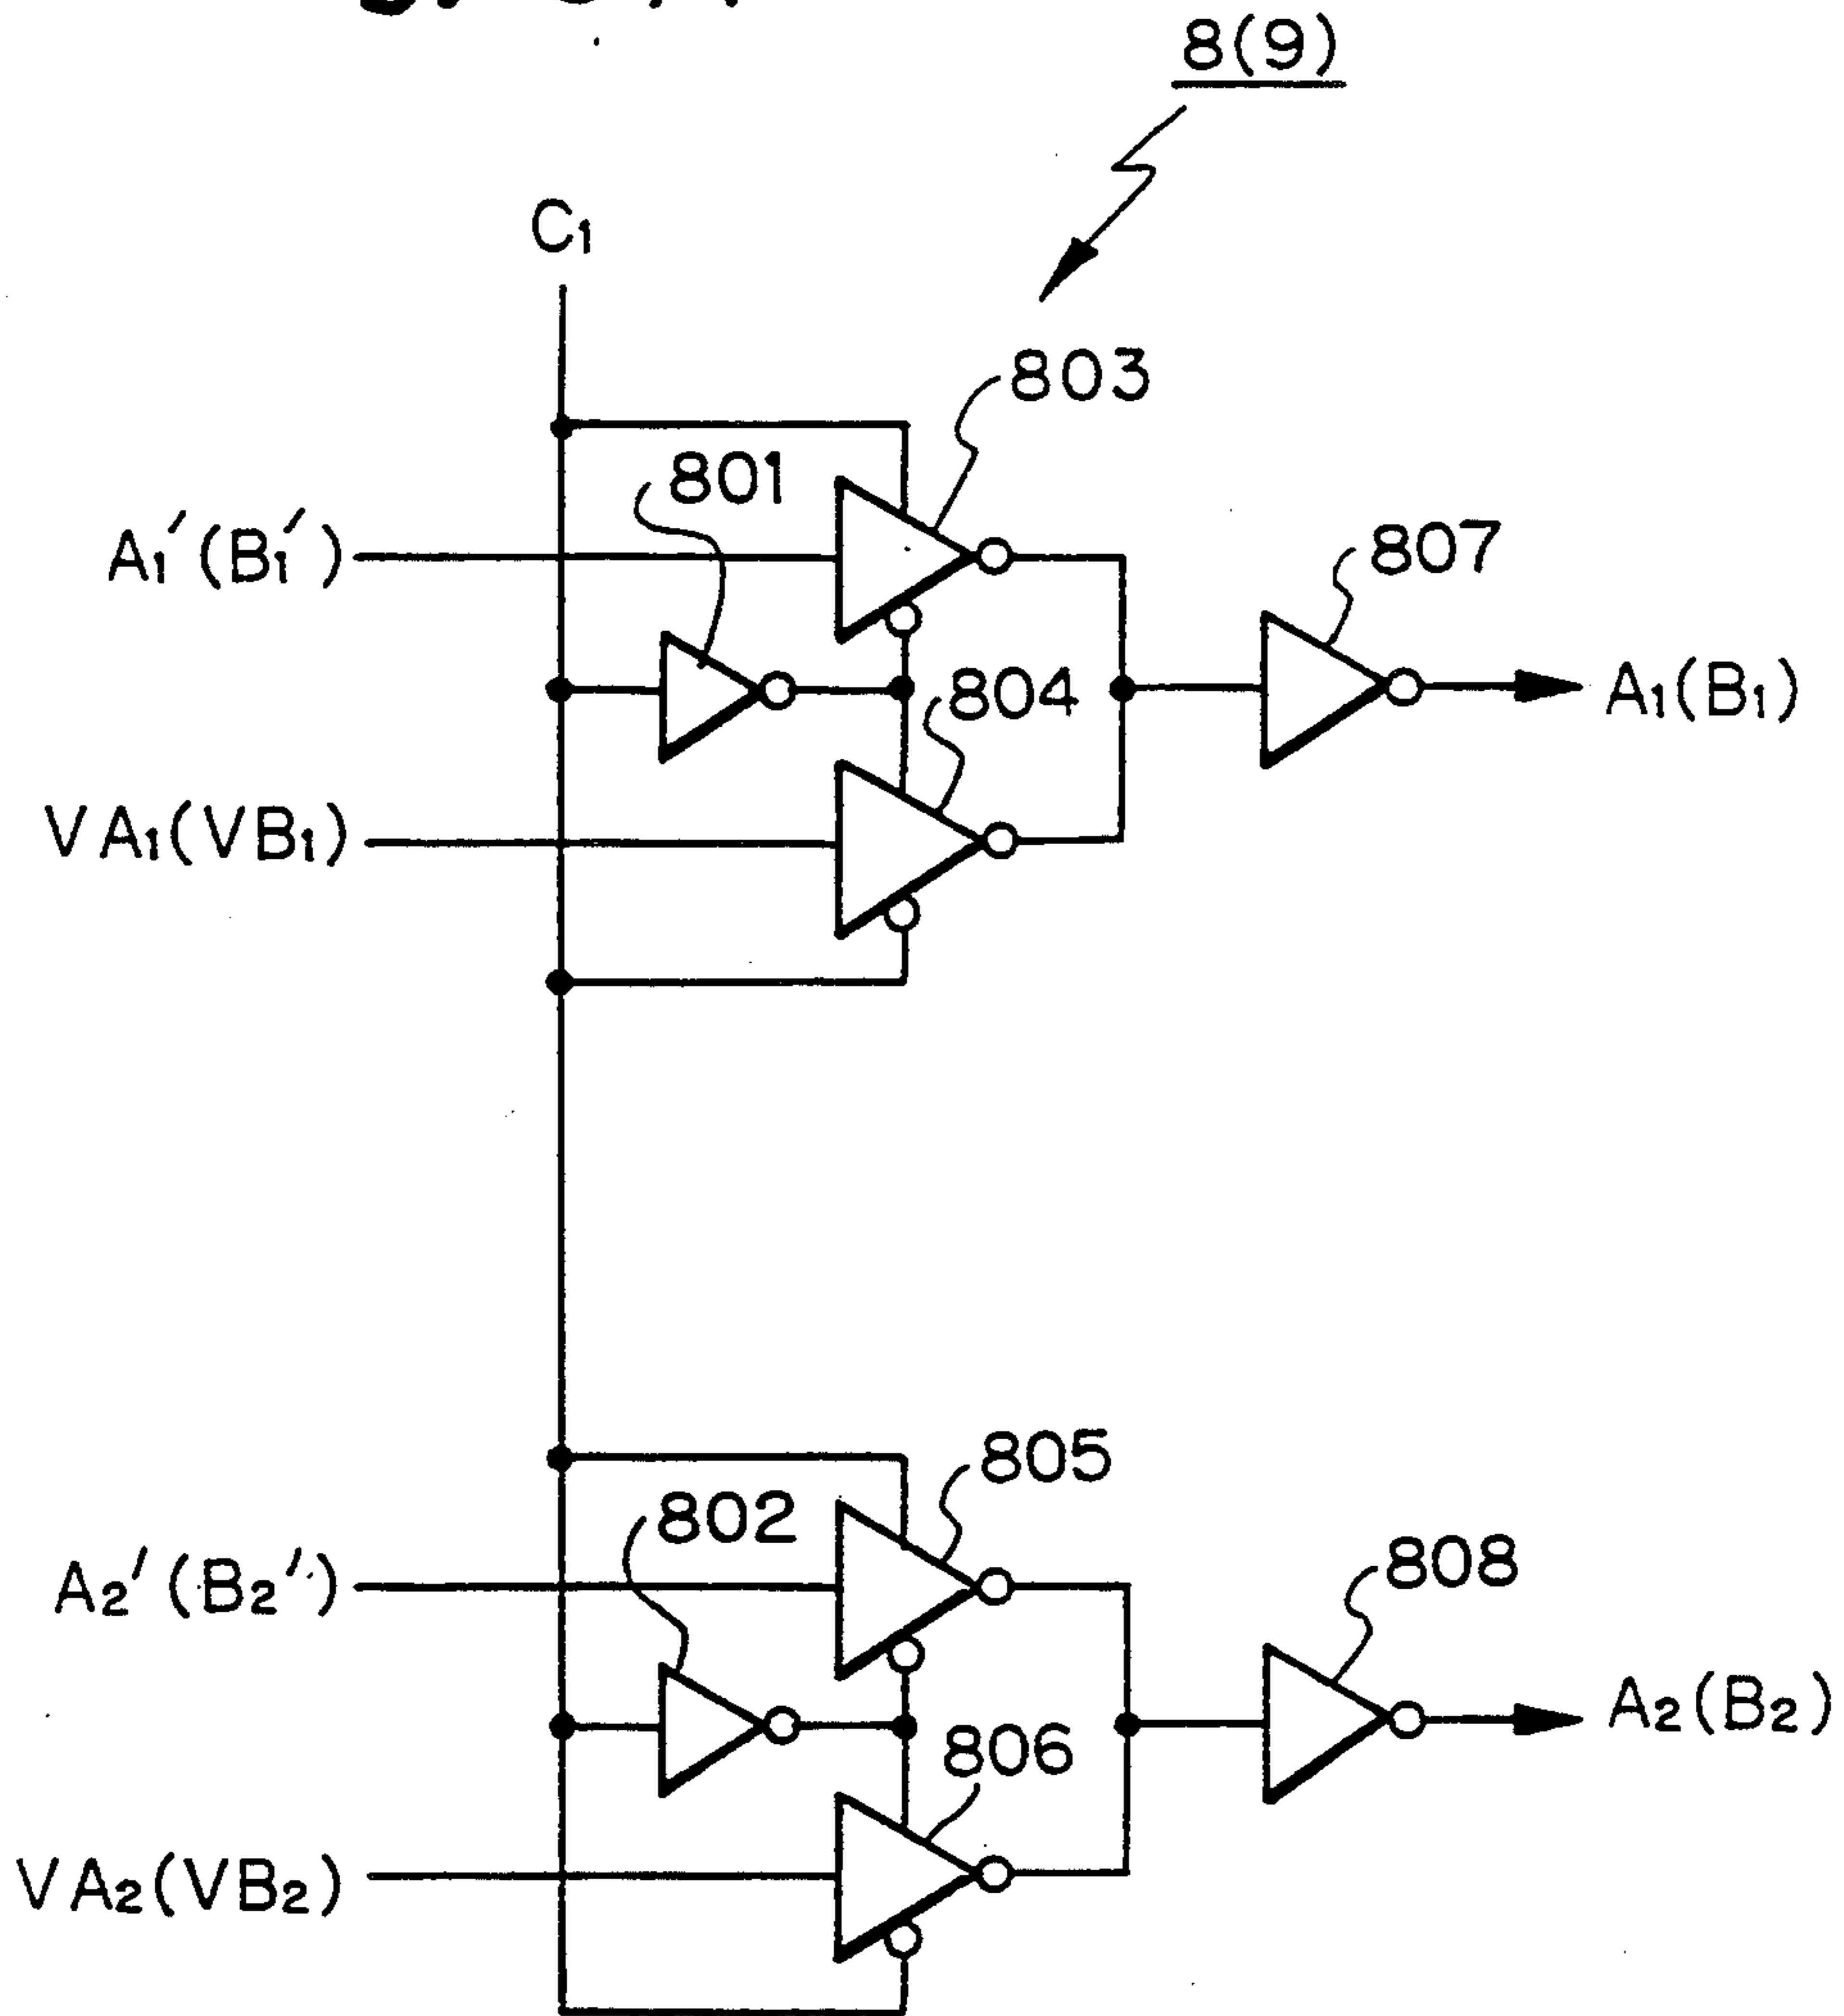 8(9)
C₁
803
801
A₁′(B₁′)
807
804
A₁(B₁)
VA₁(VB₁)
805
802
A₂′(B₂′)
808
806
A₂(B₂)
VA₂(VB₂)